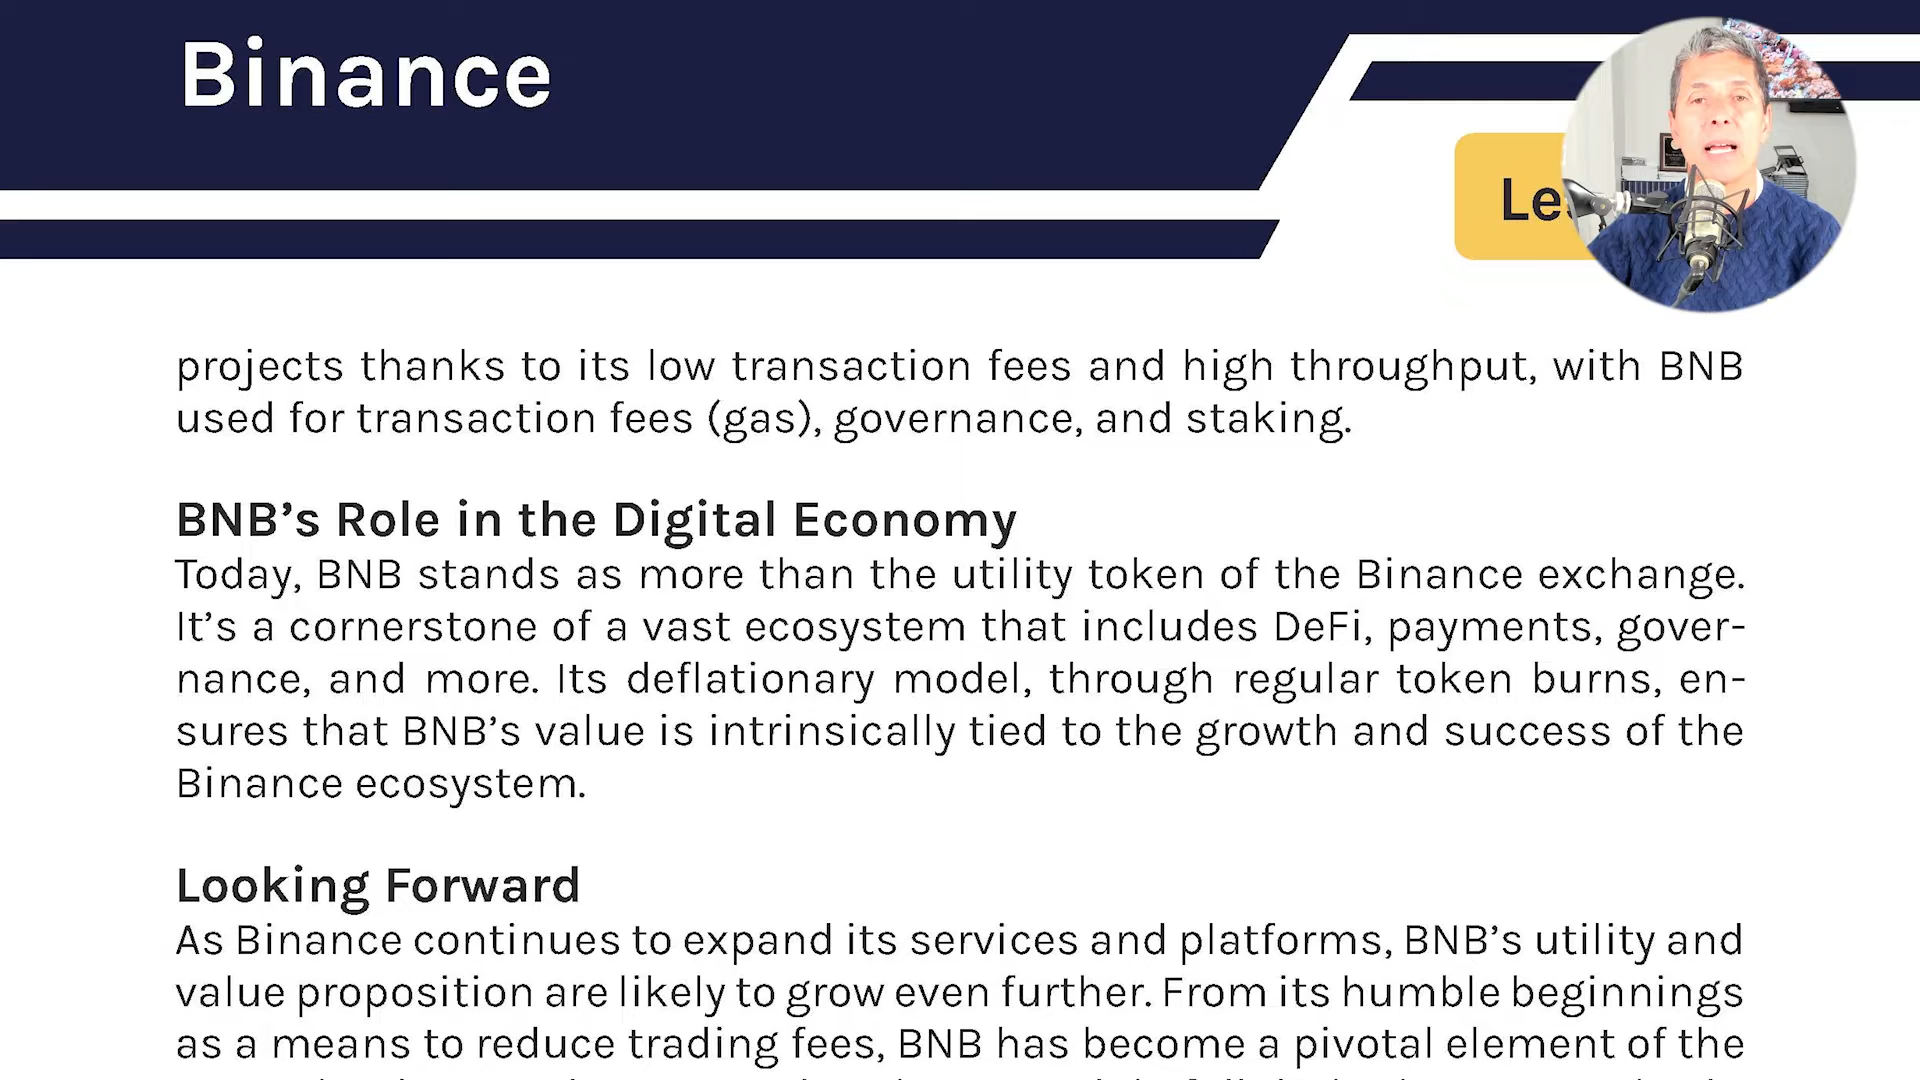 Binance
projects thanks to its low transaction fees and high throughput, with BNB
used for transaction fees (gas), governance, and staking.
BNB’s Role in the Digital Economy
Today, BNB stands as more than the utility token of the Binance exchange.
It’s a cornerstone of a vast ecosystem that includes DeFi, payments, gover-
nance, and more. Its deflationary model, through regular token burns, en-
sures that BNB’s value is intrinsically tied to the growth and success of the
Binance ecosystem.
Looking Forward
As Binance continues to expand its services and platforms, BNB’s utility and
value proposition are likely to grow even further. From its humble beginnings
as a means to reduce trading fees, BNB has become a pivotal element of the